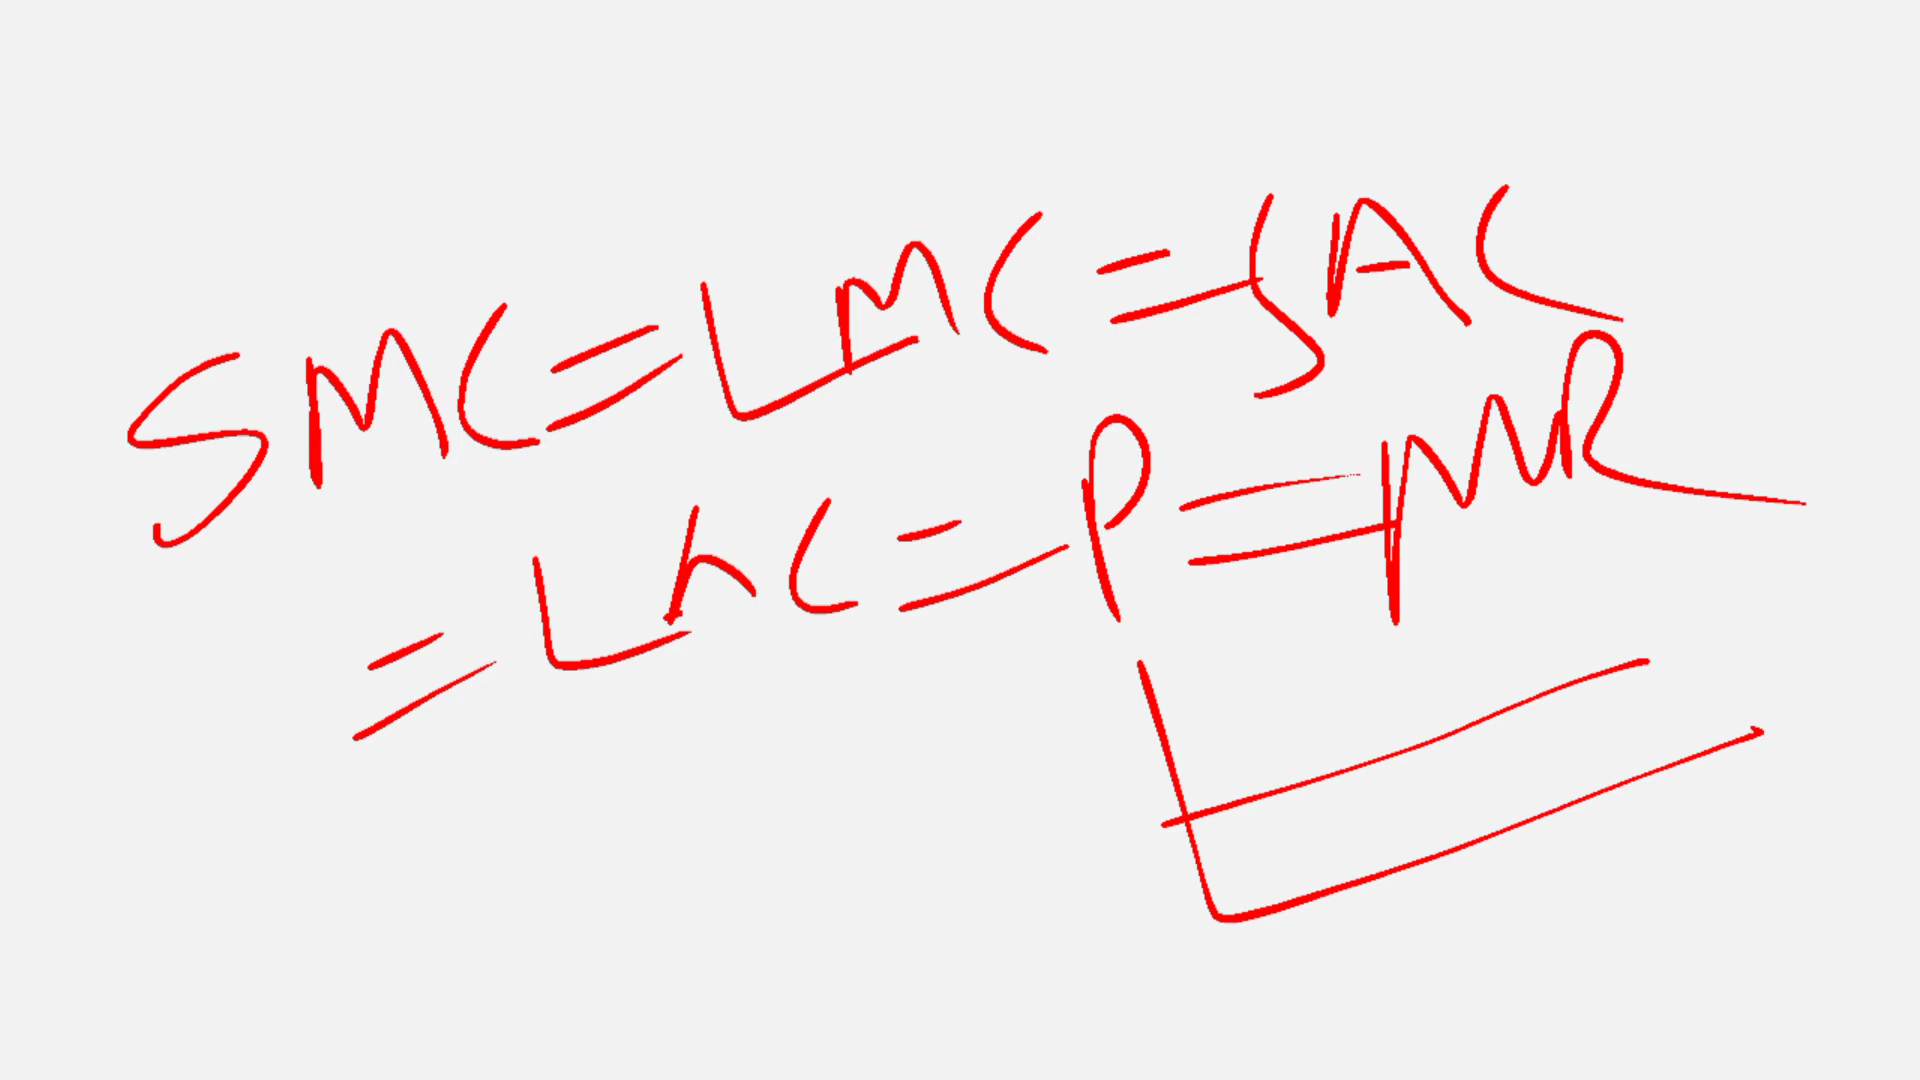 SMC = LMC = SAC
= LAC = P = MR